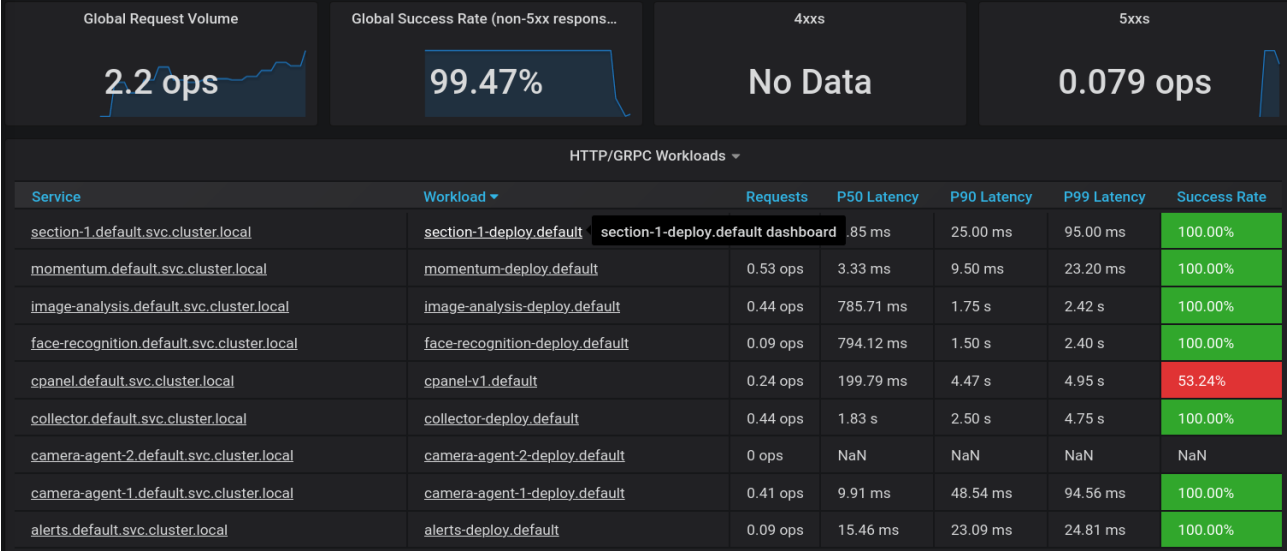 Global Request Volume
2.2 ops
Global Success Rate (non-5xx respons...
99.47%
4xxs
No Data
5xxs
0.079 ops
HTTP/GRPC Workloads
Service Workload Requests P50 Latency P90 Latency P99 Latency Success Rate
section-1.default.svc.cluster.local section-1-deploy.default section-1-deploy.default dashboard .85 ms 25.00 ms 95.00 ms 100.00%
momentum.default.svc.cluster.local momentum-deploy.default 0.53 ops 3.33 ms 9.50 ms 23.20 ms 100.00%
image-analysis.default.svc.cluster.local image-analysis-deploy.default 0.44 ops 785.71 ms 1.75 s 2.42 s 100.00%
face-recognition.default.svc.cluster.local face-recognition-deploy.default 0.09 ops 794.12 ms 1.50 s 2.40 s 100.00%
cpanel.default.svc.cluster.local cpanel-v1.default 0.24 ops 199.79 ms 4.47 s 4.95 s 53.24%
collector.default.svc.cluster.local collector-deploy.default 0.44 ops 1.83 s 2.50 s 4.75 s 100.00%
camera-agent-2.default.svc.cluster.local camera-agent-2-deploy.default 0 ops NaN NaN NaN NaN
camera-agent-1.default.svc.cluster.local camera-agent-1-deploy.default 0.41 ops 9.91 ms 48.54 ms 94.56 ms 100.00%
alerts.default.svc.cluster.local alerts-deploy.default 0.09 ops 15.46 ms 23.09 ms 24.81 ms 100.00%